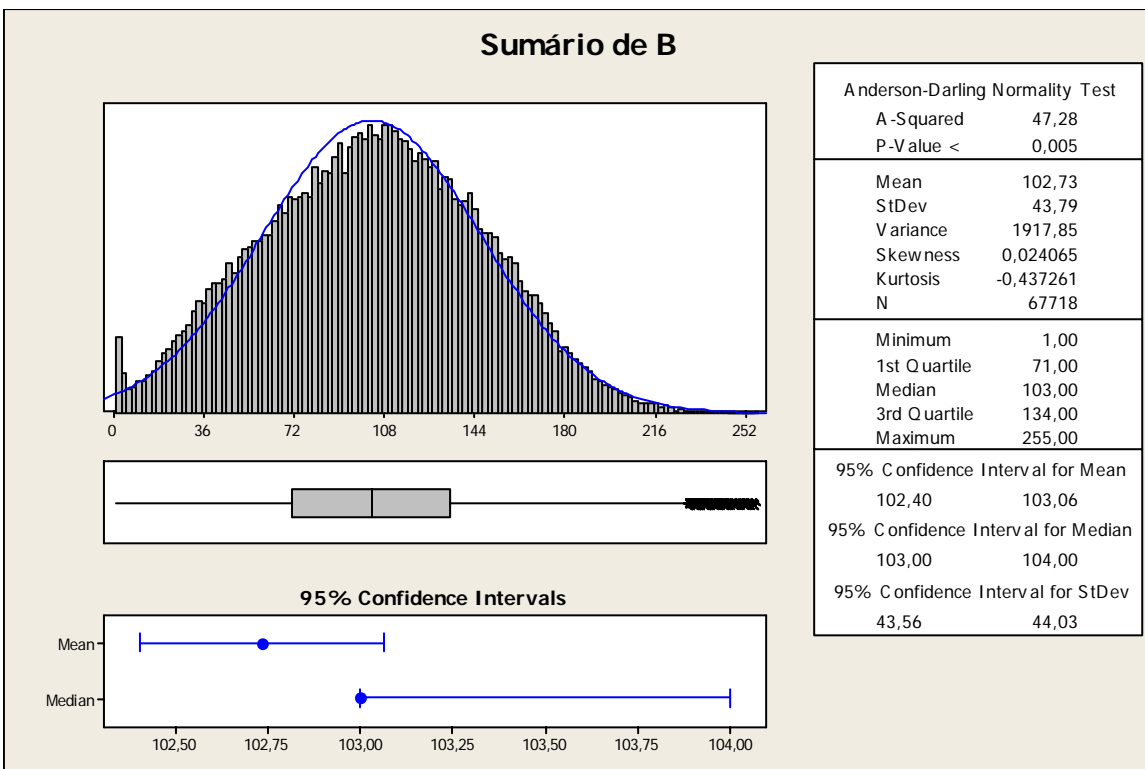 Sumário de B
0 36 72 108 144 180 216 252
95% Confidence Intervals
Mean
Median
102,50 102,75 103,00 103,25 103,50 103,75 104,00
Anderson-Darling Normality Test
A-Squared 47,28
P-Value < 0,005
Mean 102,73
StDev 43,79
Variance 1917,85
Skewness 0,024065
Kurtosis -0,437261
N 67718
Minimum 1,00
1st Quartile 71,00
Median 103,00
3rd Quartile 134,00
Maximum 255,00
95% Confidence Interval for Mean
102,40 103,06
95% Confidence Interval for Median
103,00 104,00
95% Confidence Interval for StDev
43,56 44,03